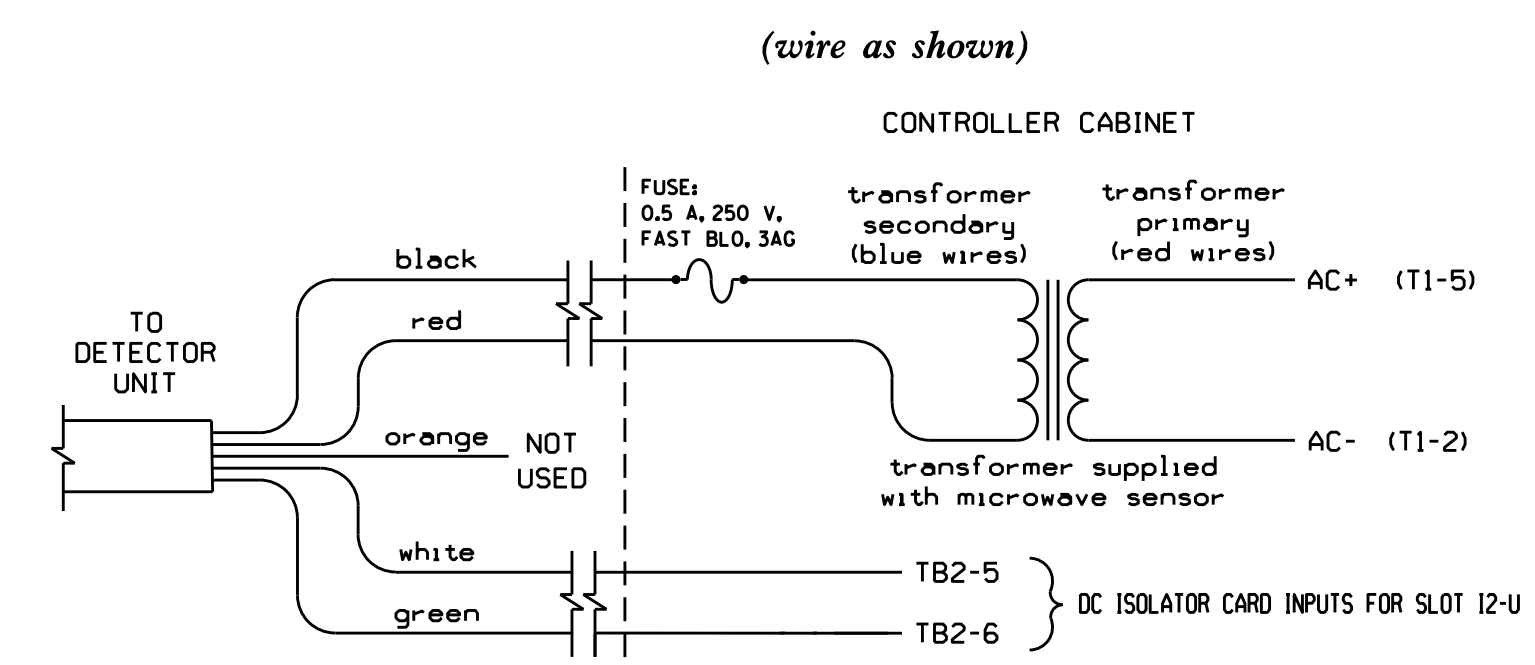 (wire as shown)
CONTROLLER CABINET
FUSE:
0.5 A, 250 V,
FAST BLO, 3AG
transformer
secondary
(blue wires)
transformer
primary
(red wires)
black
AC+ (T1-5)
red
TO
DETECTOR
UNIT
orange
NOT
USED
AC- (T1-2)
transformer supplied
with microwave sensor
white
TB2-5
DC ISOLATOR CARD INPUTS FOR SLOT I2-U
green
TB2-6